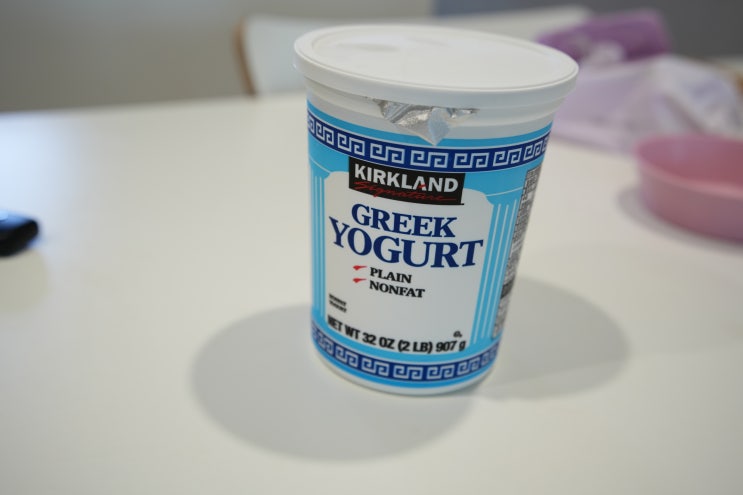 KIRKLAND
Signature
GREEK
YOGURT
PLAIN
NONFAT
NET WT 32 OZ (2 LB) 907 g